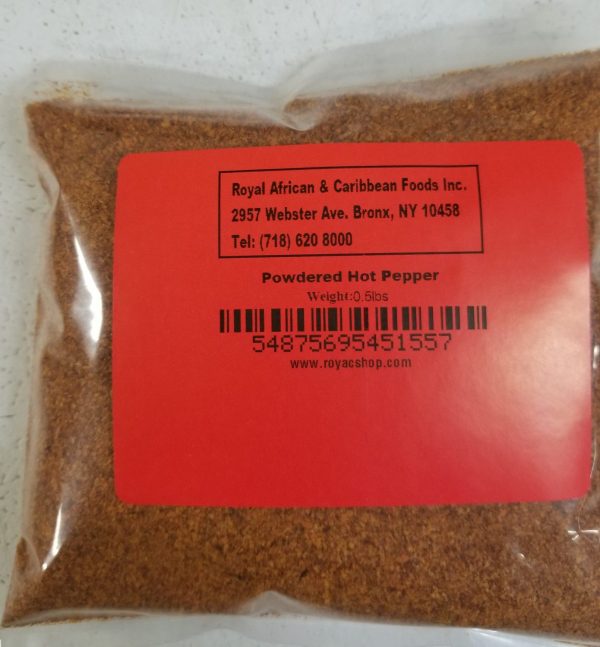 Royal African & Caribbean Foods Inc.
2957 Webster Ave. Bronx, NY 10458
Tel: (718) 620 8000
Powdered Hot Pepper
Weight:0.5lbs
54875695451557
www.royacshop.com